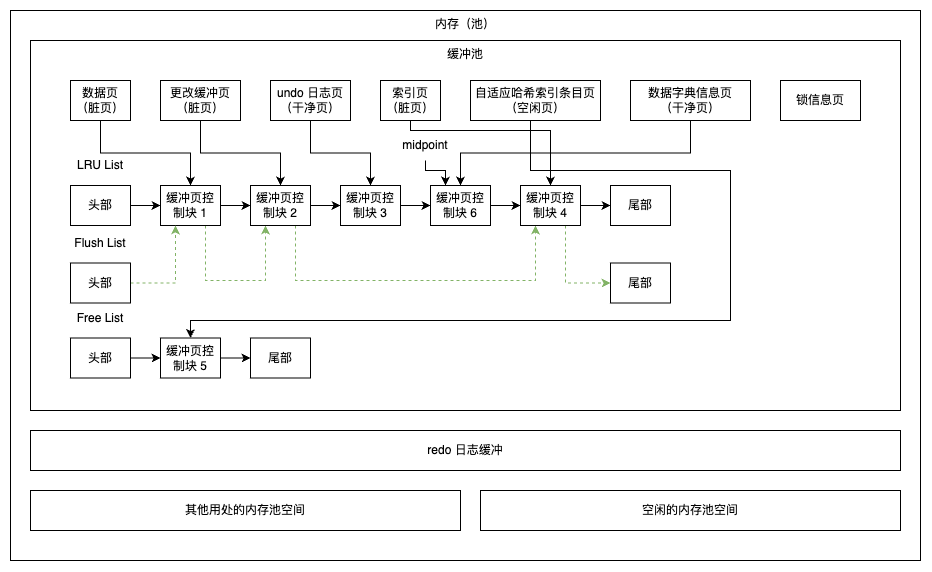 内存（池）
缓冲池
数据页
（脏页）
更改缓冲页
（脏页）
undo 日志页
（干净页）
索引页
（脏页）
自适应哈希索引条目页
（空闲页）
数据字典信息页
（干净页）
锁信息页
midpoint
LRU List
头部
缓冲页控
制块 1
缓冲页控
制块 2
缓冲页控
制块 3
缓冲页控
制块 6
缓冲页控
制块 4
尾部
Flush List
头部
尾部
Free List
头部
缓冲页控
制块 5
尾部
redo 日志缓冲
其他用处的内存池空间
空闲的内存池空间